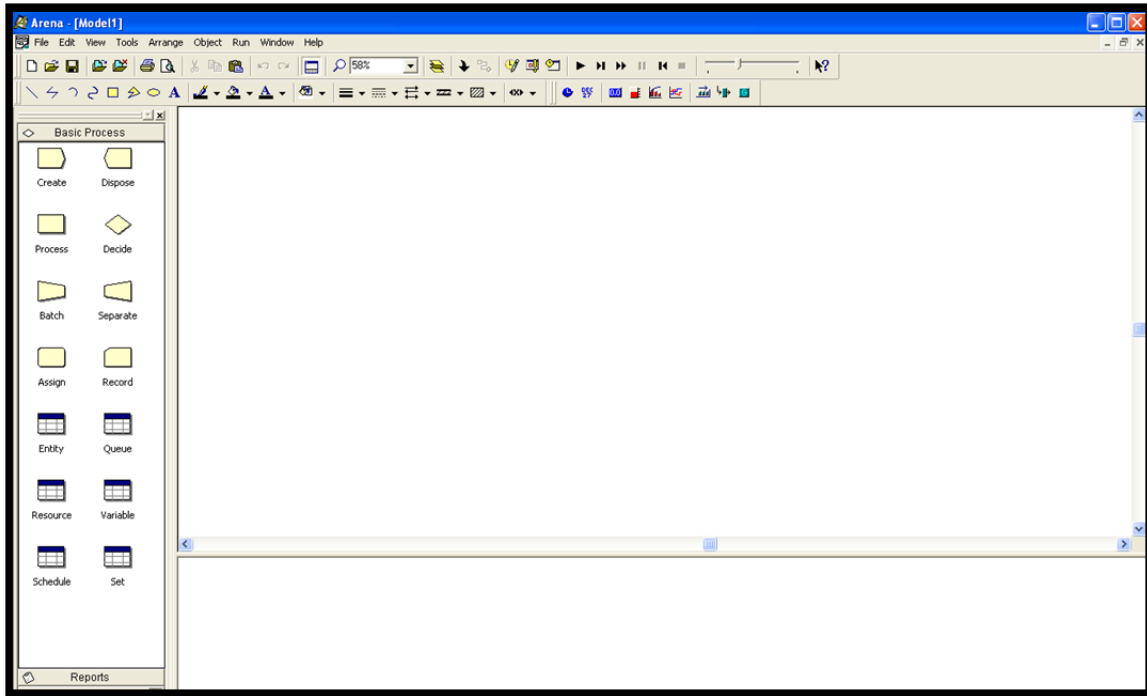 Arena - [Model1]
File Edit View Tools Arrange Object Run Window Help
58%
A A
Basic Process
Create Dispose
Process Decide
Batch Separate
Assign Record
Entity Queue
Resource Variable
Schedule Set
Reports